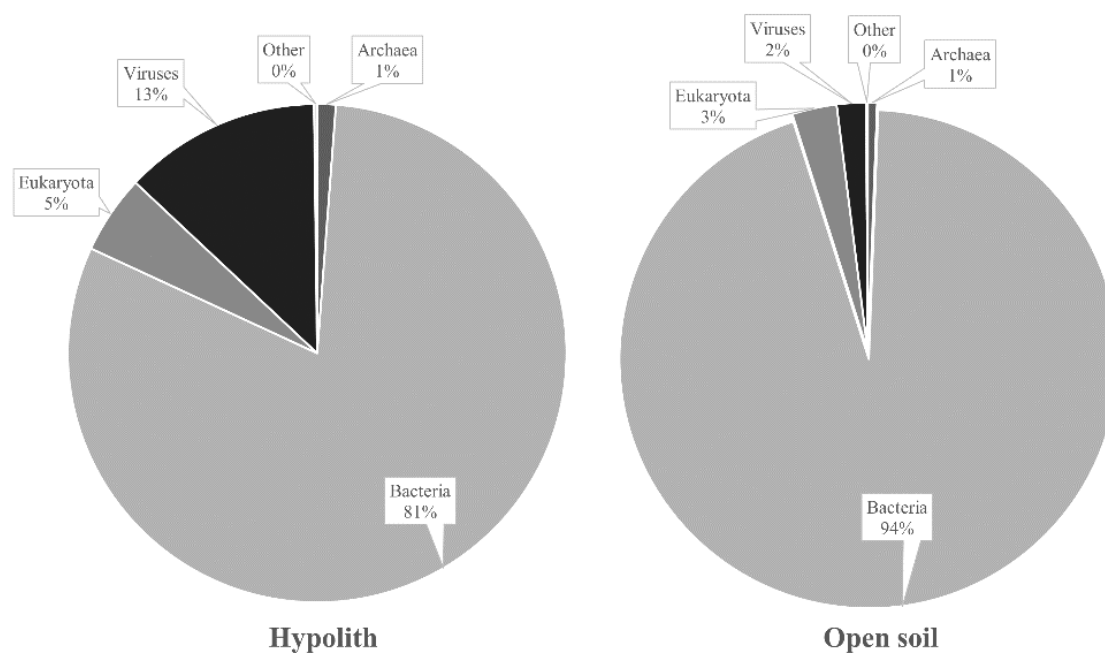 Other
0%
Archaea
1%
Viruses
13%
Eukaryota
5%
Bacteria
81%
Hypolith
Viruses
2%
Other
0%
Archaea
1%
Eukaryota
3%
Bacteria
94%
Open soil